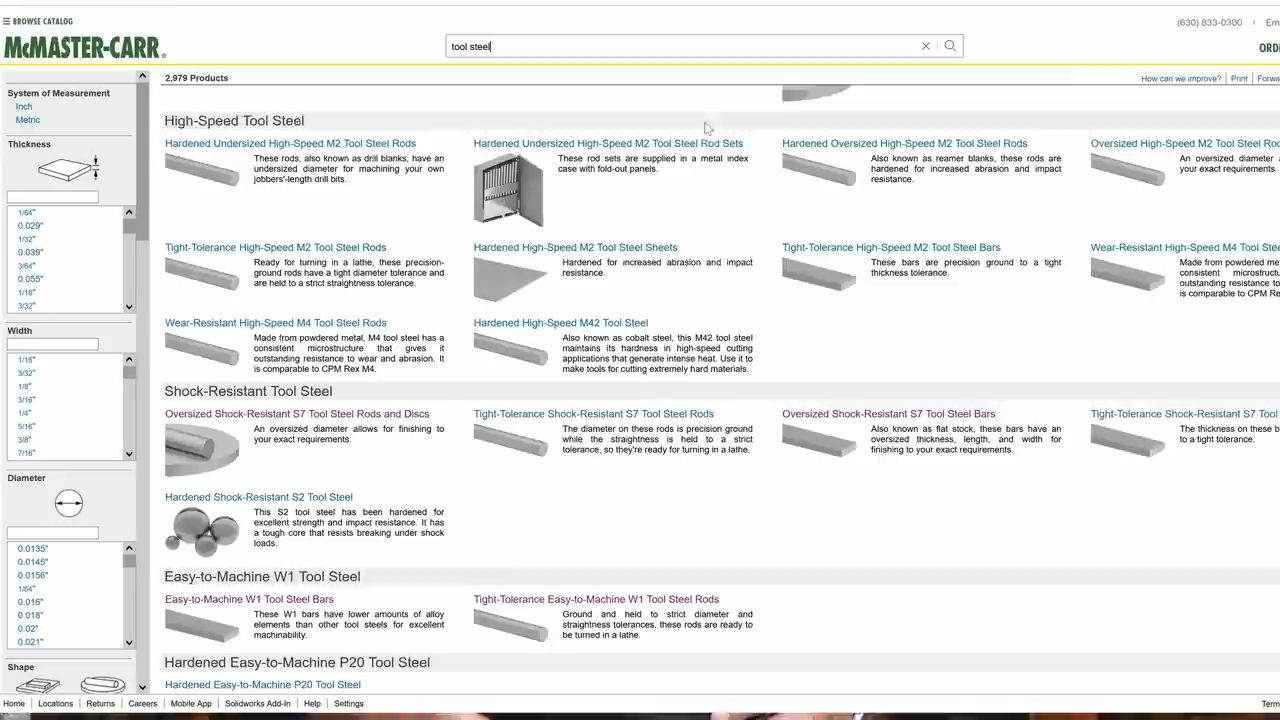 ☰ BROWSE CATALOG
(630) 833-0300
Em
McMASTER-CARR®
tool steel
ORD
System of Measurement
Inch
Metric
Thickness
1/64"
0.029"
1/32"
0.039"
3/64"
0.055"
1/16"
3/32"
Width
1/16"
3/32"
1/8"
3/16"
1/4"
5/16"
3/8"
7/16"
Diameter
0.0135"
0.0145"
0.0156"
1/64"
0.016"
0.018"
0.02"
0.021"
Shape
2,979 Products
How can we improve? | Print | Forwa
High-Speed Tool Steel
Hardened Undersized High-Speed M2 Tool Steel Rods
These rods, also known as drill blanks, have an
undersized diameter for machining your own
jobbers'-length drill bits.
Hardened Undersized High-Speed M2 Tool Steel Rod Sets
These rod sets are supplied in a metal index
case with fold-out panels.
Hardened Oversized High-Speed M2 Tool Steel Rods
Also known as reamer blanks, these rods are
hardened for increased abrasion and impact
resistance.
Oversized High-Speed M2 Tool Steel Rod
An oversized diameter a
your exact requirements.
Tight-Tolerance High-Speed M2 Tool Steel Rods
Ready for turning in a lathe, these precision-
ground rods have a tight diameter tolerance and
are held to a strict straightness tolerance.
Hardened High-Speed M2 Tool Steel Sheets
Hardened for increased abrasion and impact
resistance.
Tight-Tolerance High-Speed M2 Tool Steel Bars
These bars are precision ground to a tight
thickness tolerance.
Wear-Resistant High-Speed M4 Tool Stee
Made from powdered met
consistent microstructu
outstanding resistance to
is comparable to CPM Rex
Wear-Resistant High-Speed M4 Tool Steel Rods
Made from powdered metal, M4 tool steel has a
consistent microstructure that gives it
outstanding resistance to wear and abrasion. It
is comparable to CPM Rex M4.
Hardened High-Speed M42 Tool Steel
Also known as cobalt steel, this M42 tool steel
maintains its hardness in high-speed cutting
applications that generate intense heat. Use it to
make tools for cutting extremely hard materials.
Shock-Resistant Tool Steel
Oversized Shock-Resistant S7 Tool Steel Rods and Discs
An oversized diameter allows for finishing to
your exact requirements.
Tight-Tolerance Shock-Resistant S7 Tool Steel Rods
The diameter on these rods is precision ground
while the straightness is held to a strict
tolerance, so they're ready for turning in a lathe.
Oversized Shock-Resistant S7 Tool Steel Bars
Also known as flat stock, these bars have an
oversized thickness, length, and width for
finishing to your exact requirements.
Tight-Tolerance Shock-Resistant S7 Tool
The thickness on these b
to a tight tolerance.
Hardened Shock-Resistant S2 Tool Steel
This S2 tool steel has been hardened for
excellent strength and impact resistance. It has
a tough core that resists breaking under shock
loads.
Easy-to-Machine W1 Tool Steel
Easy-to-Machine W1 Tool Steel Bars
These W1 bars have lower amounts of alloy
elements than other tool steels for excellent
machinability.
Tight-Tolerance Easy-to-Machine W1 Tool Steel Rods
Ground and held to strict diameter and
straightness tolerances, these rods are ready to
be turned in a lathe.
Hardened Easy-to-Machine P20 Tool Steel
Hardened Easy-to-Machine P20 Tool Steel
Home | Locations | Returns | Careers | Mobile App | Solidworks Add-In | Help | Settings
Term